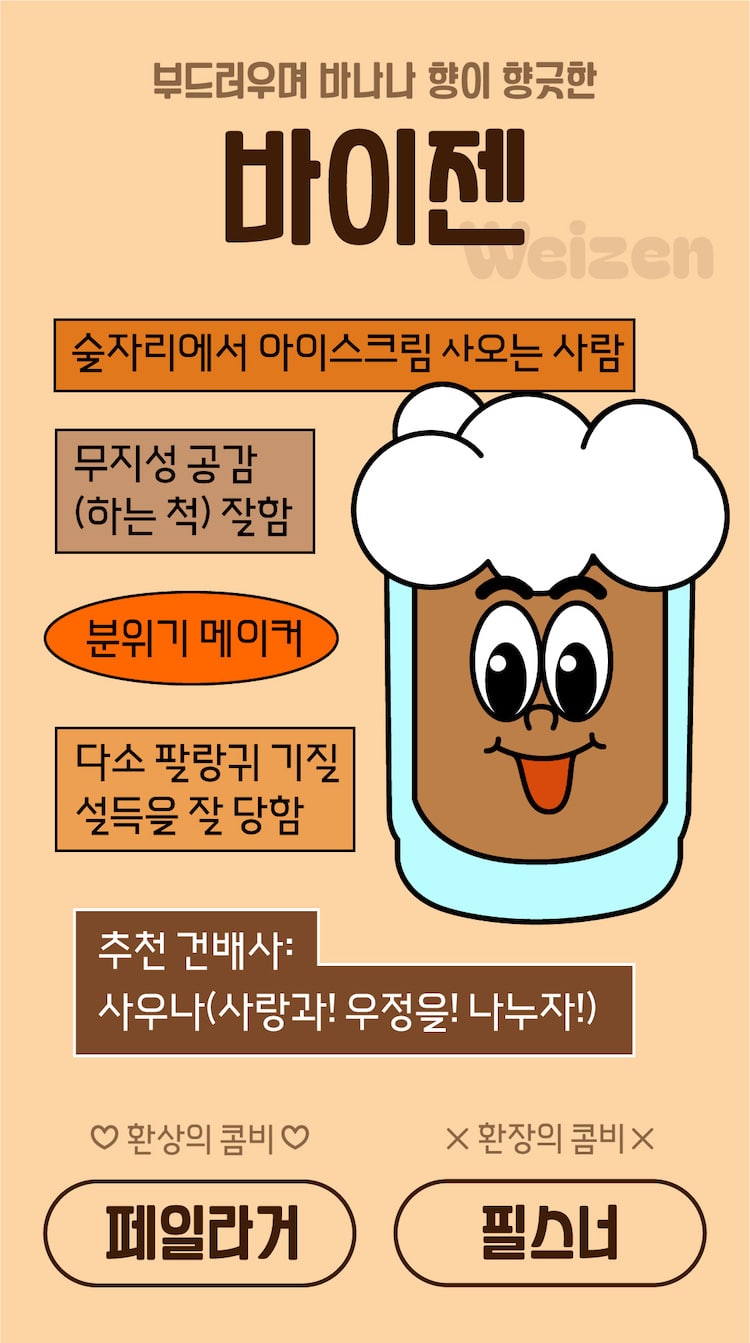 부드러우며 바나나 향이 향긋한
바이젠
Weizen
술자리에서 아이스크림 사오는 사람
무지성 공감
(하는 척) 잘함
분위기 메이커
다소 팔랑귀 기질
설득을 잘 당함
추천 건배사:
사우나(사랑과! 우정을! 나누자!)
♡ 환상의 콤비 ♡
× 환장의 콤비 ×
페일라거
필스너